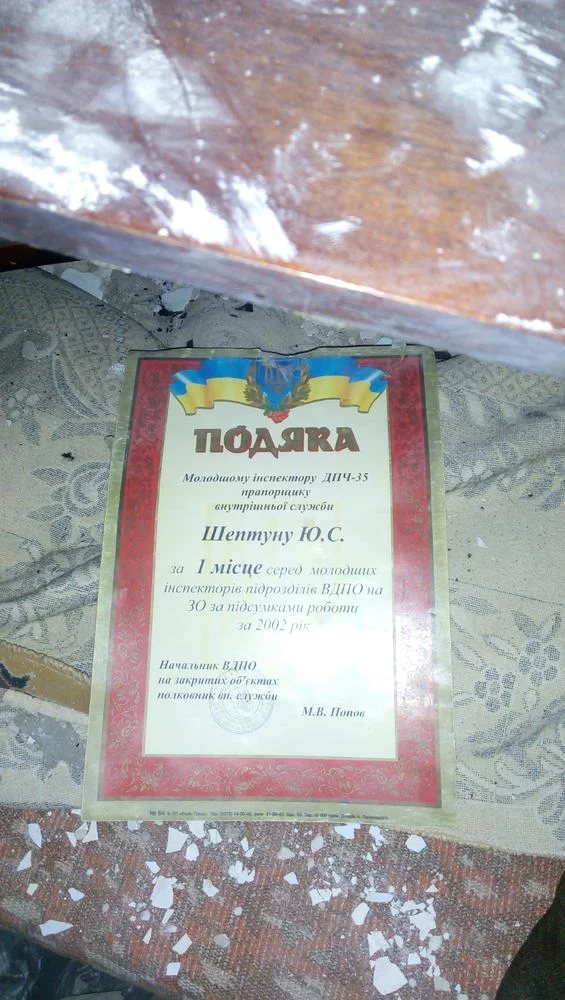 ПОДЯКА
Молодшому інспектору ДПЧ-35
прапорщику
внутрішньої служби
Шептуну Ю.С.
за 1 місце серед молодших
інспекторів підрозділів ВДПО на
ЗО за підсумками роботи
за 2002 рік
Начальник ВДПО
на закритих об'єктах
полковник вн. служби
М.В. Попов